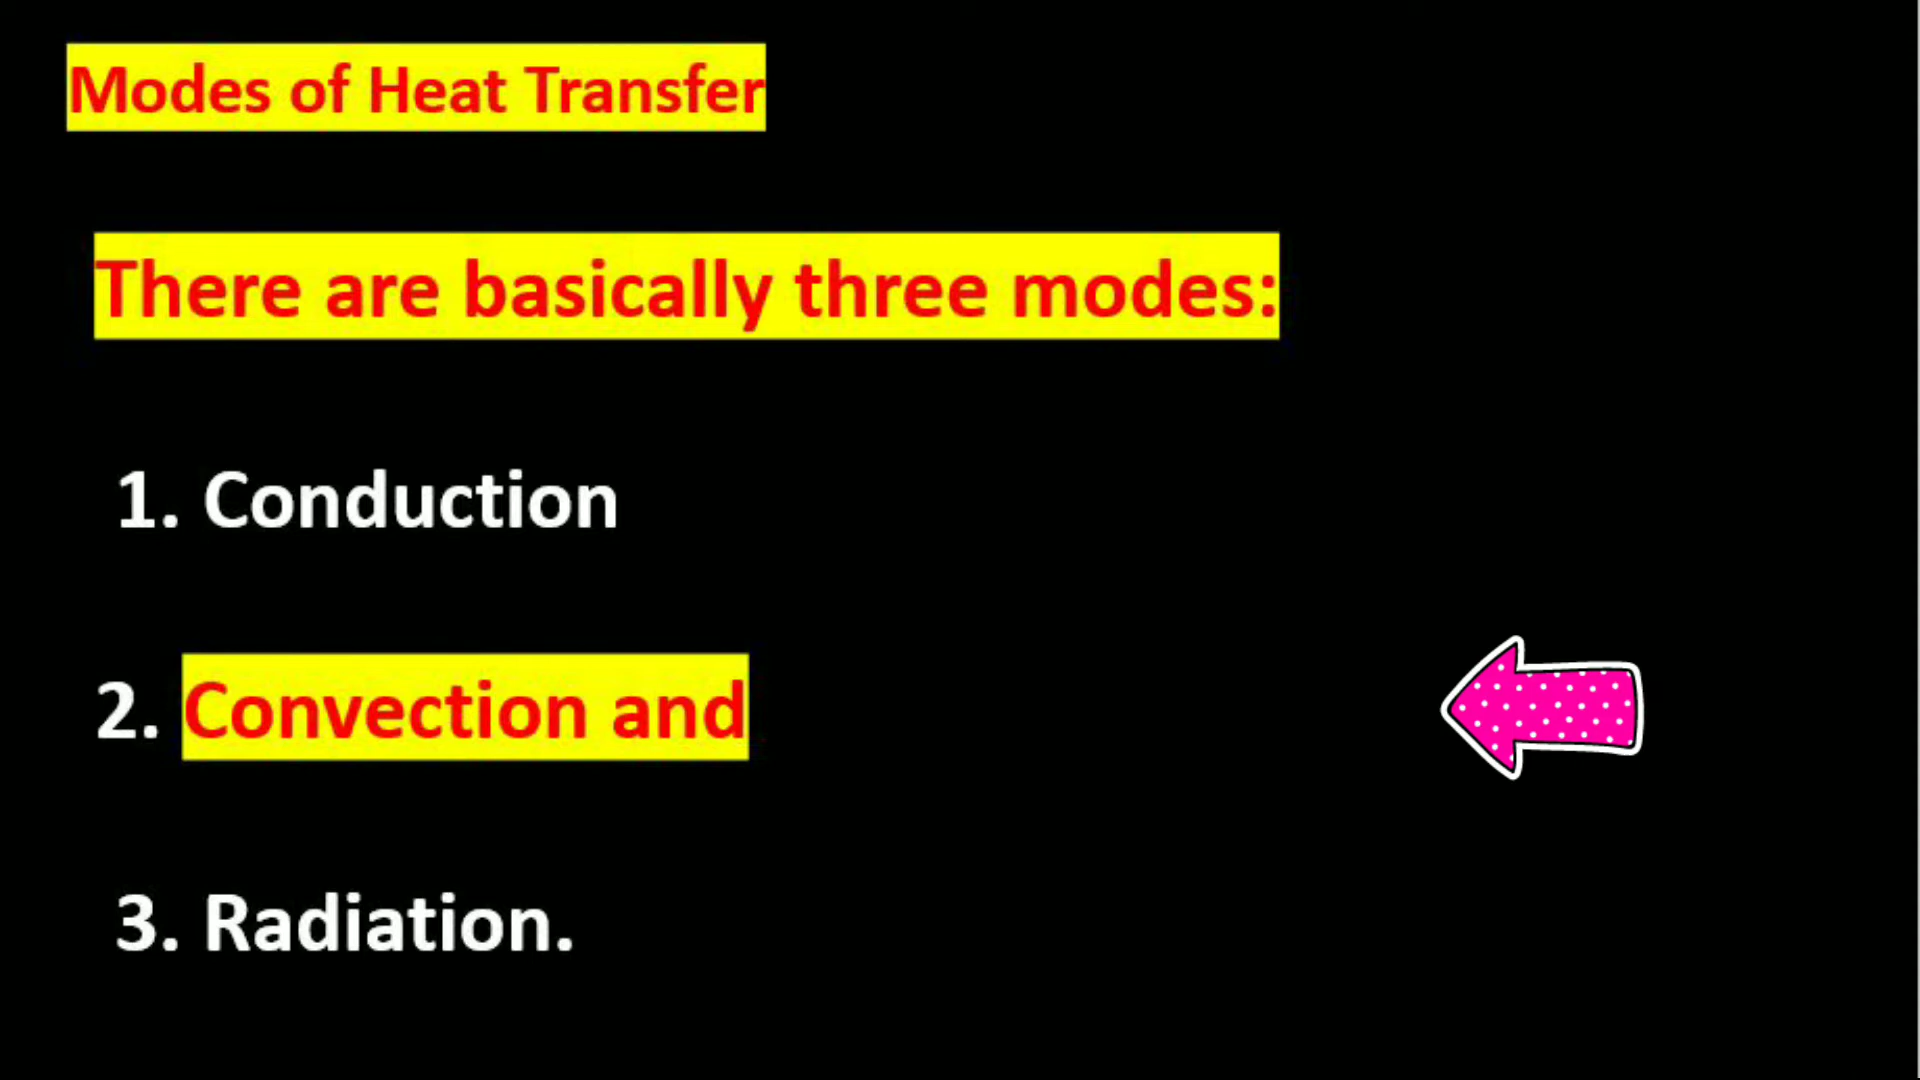 Modes of Heat Transfer
There are basically three modes:
1. Conduction
2. Convection and
3. Radiation.